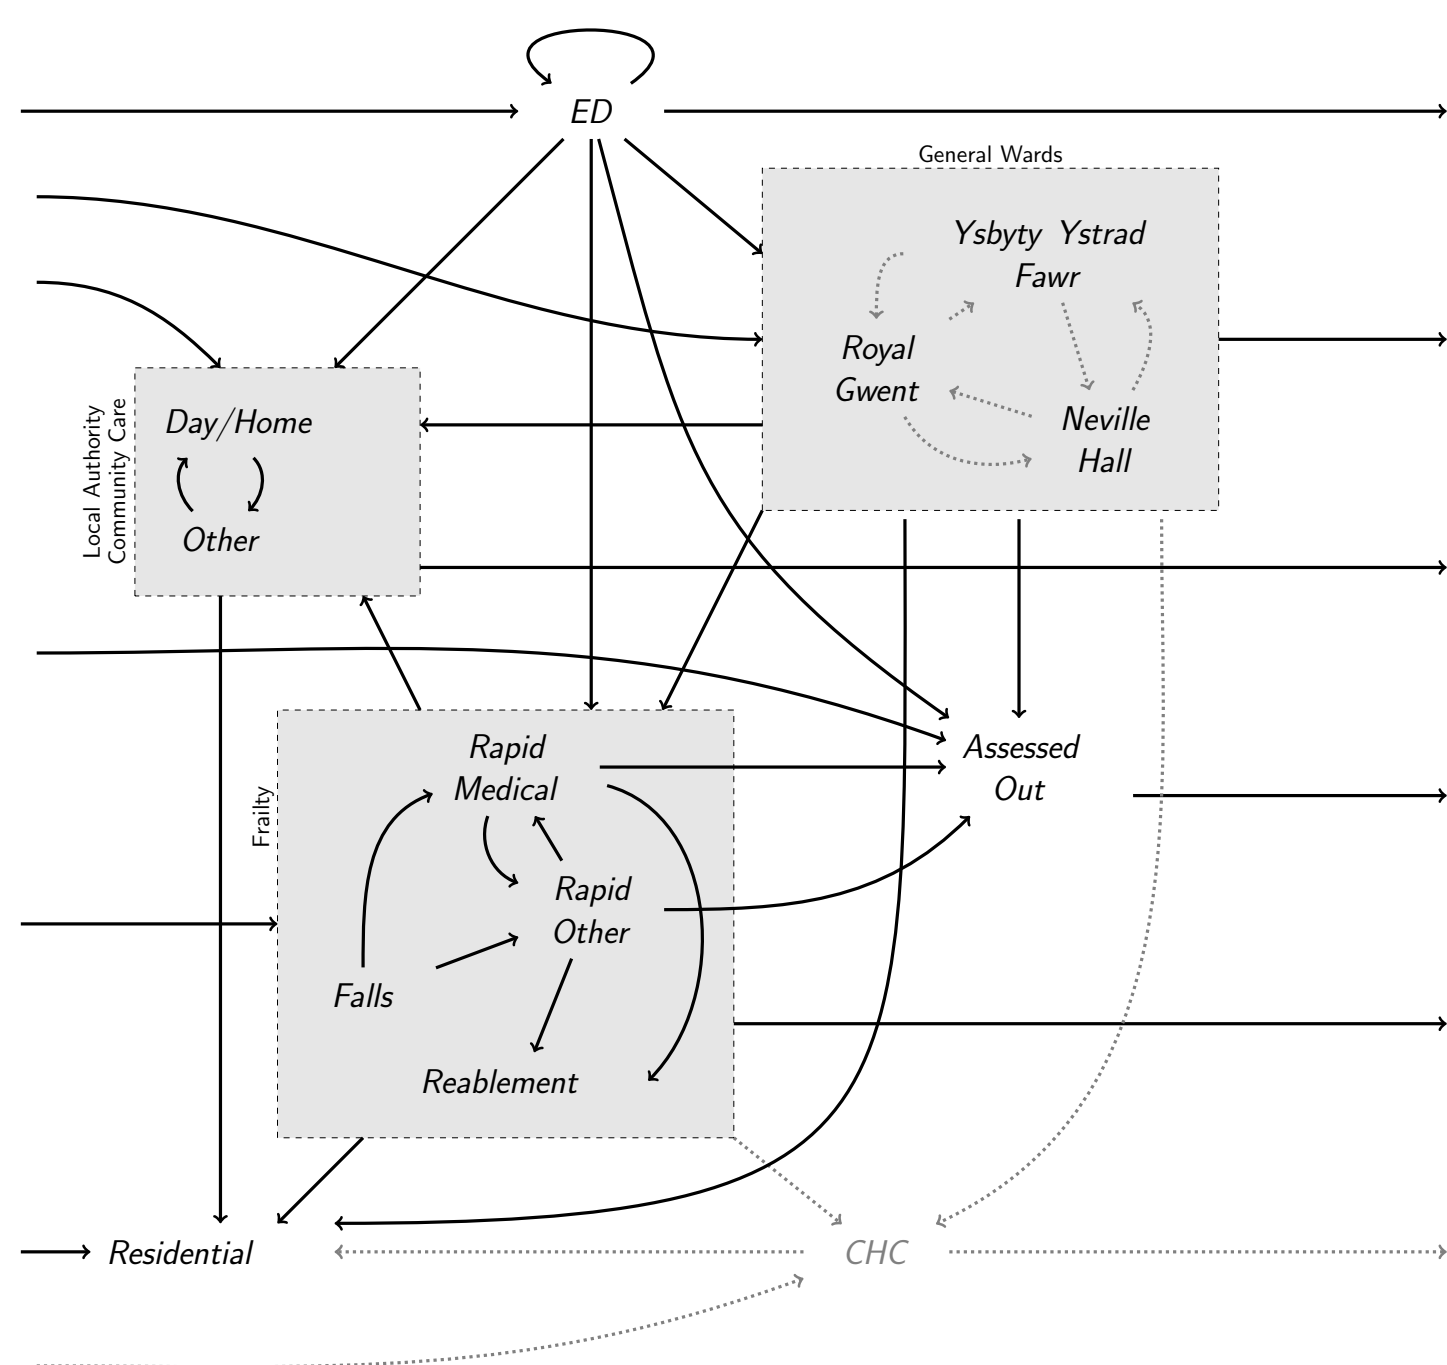 ED
General Wards
Ysbyty Ystrad
Fawr
Royal
Gwent
Neville
Hall
Local Authority
Community Care
Day/Home
Other
Frailty
Rapid
Medical
Rapid
Other
Falls
Reablement
Assessed
Out
Residential
CHC